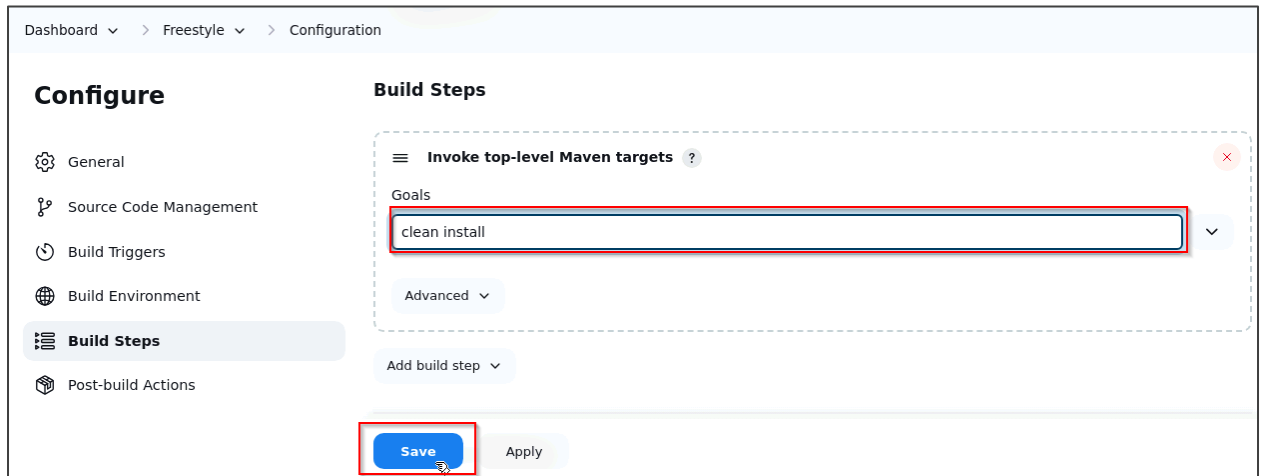 Dashboard > Freestyle > Configuration
Configure
General
Source Code Management
Build Triggers
Build Environment
Build Steps
Post-build Actions
Build Steps
Invoke top-level Maven targets ?
Goals
clean install
Advanced
Add build step
Save Apply